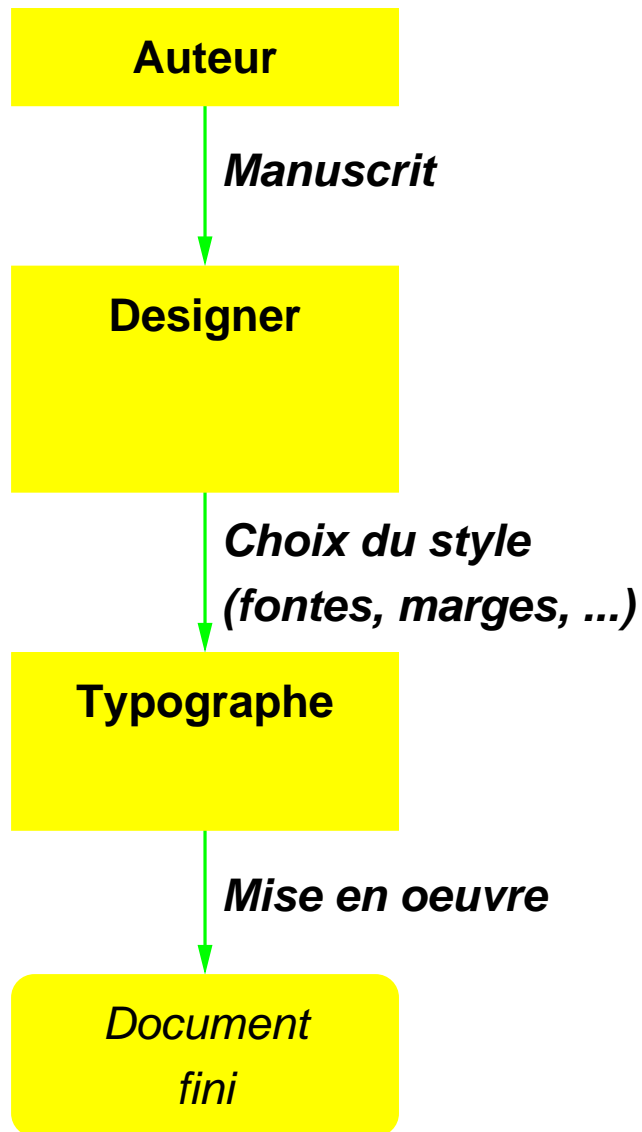 Auteur
Manuscrit
Designer
Choix du style
(fontes, marges, ...)
Typographe
Mise en oeuvre
Document
fini